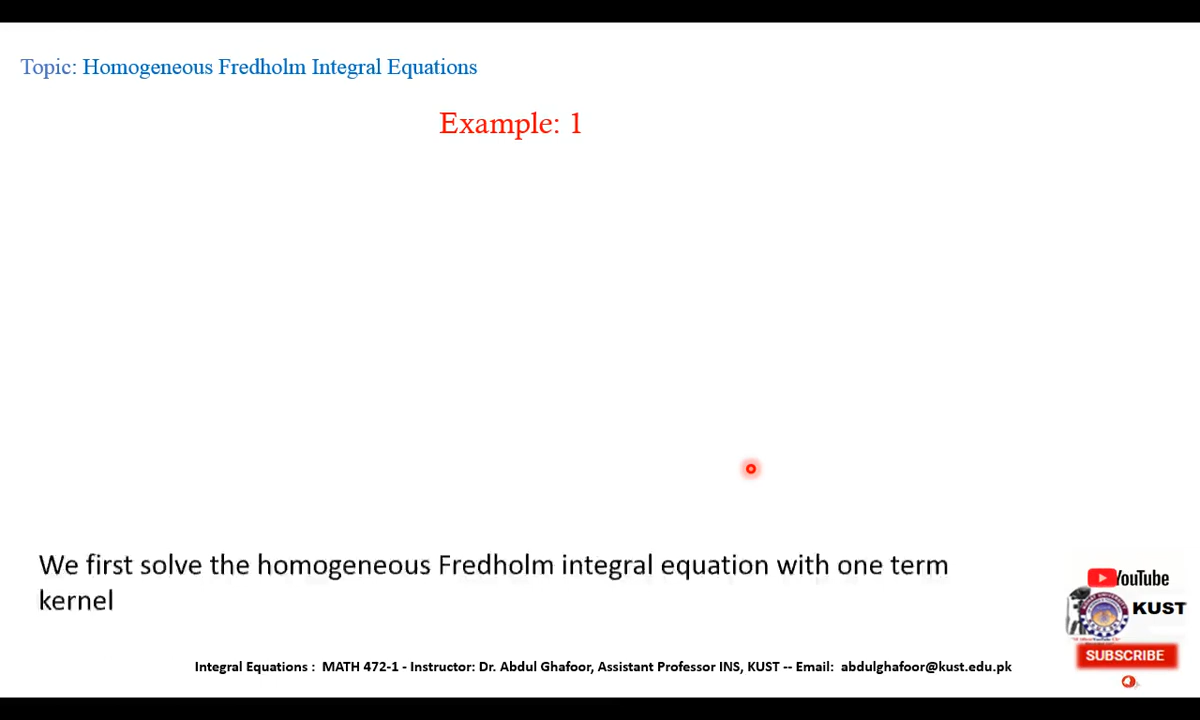 Topic: Homogeneous Fredholm Integral Equations
Example: 1
We first solve the homogeneous Fredholm integral equation with one term
kernel
YouTube
KUST
SUBSCRIBE
Integral Equations : MATH 472-1 - Instructor: Dr. Abdul Ghafoor, Assistant Professor INS, KUST -- Email: abdulghafoor@kust.edu.pk